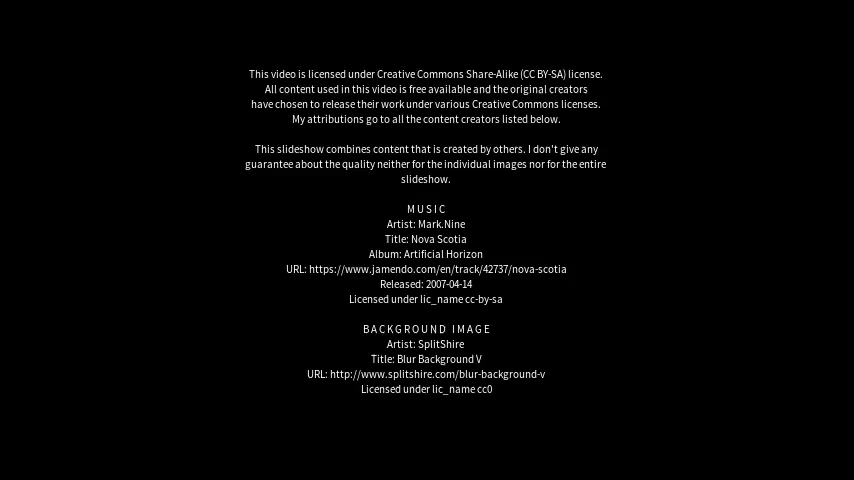 This video is licensed under Creative Commons Share-Alike (CC BY-SA) license.
All content used in this video is free available and the original creators
have chosen to release their work under various Creative Commons licenses.
My attributions go to all the content creators listed below.
This slideshow combines content that is created by others. I don't give any
guarantee about the quality neither for the individual images nor for the entire
slideshow.
MUSIC
Artist: Mark.Nine
Title: Nova Scotia
Album: Artificial Horizon
URL: https://www.jamendo.com/en/track/42737/nova-scotia
Released: 2007-04-14
Licensed under lic_name cc-by-sa
BACKGROUND IMAGE
Artist: SplitShire
Title: Blur Background V
URL: http://www.splitshire.com/blur-background-v
Licensed under lic_name cc0